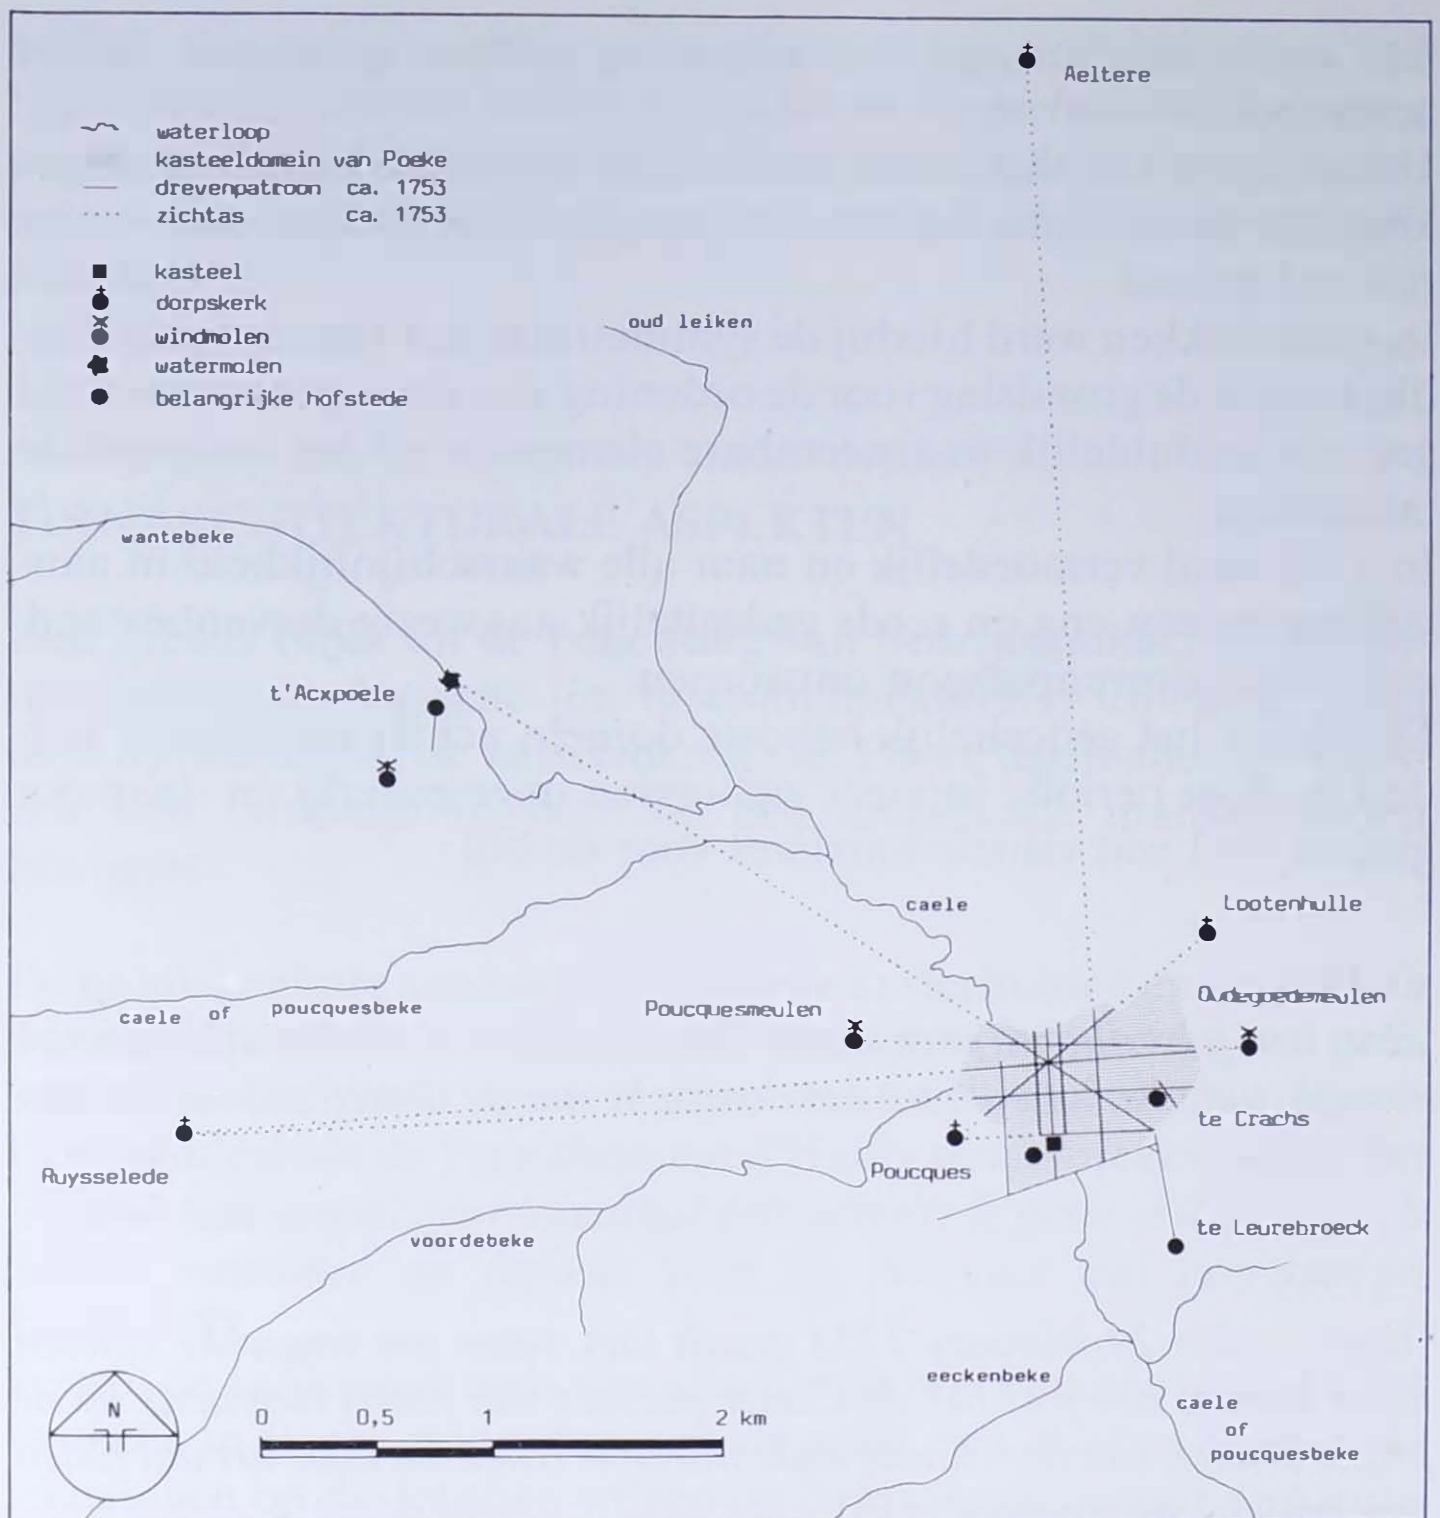 Aeltere
waterloop
kasteeldomein van Poeke
drevenpatroon ca. 1753
zichtas ca. 1753
kasteel
dorpskerk
windmolen
watermolen
belangrijke hofstede
oud leiken
wantebeke
t'Acxpoele
caele
Lootenhulle
Oudegoedemeulen
caele of poucquesbeke
Poucquesmeulen
te Crachs
Ruysselede
Poucques
te Leurebroeck
voordebeke
eeckenbeke
caele
of
poucquesbeke
N
0 0,5 1 2 km